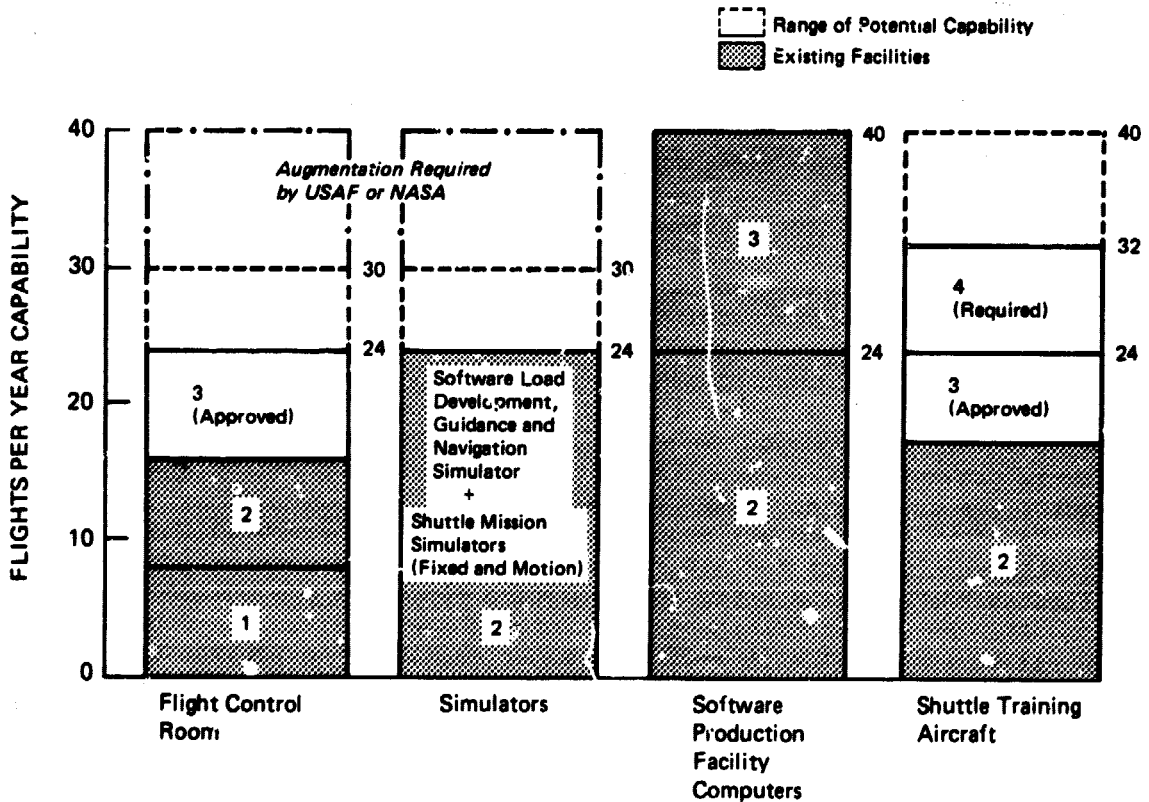 Range of Potential Capability
Existing Facilities
FLIGHTS PER YEAR CAPABILITY
40
30
20
10
0
Augmentation Required
by USAF or NASA
30
24
3
(Approved)
2
1
Flight Control
Room
30
24
Software Load
Development,
Guidance and
Navigation
Simulator
+
Shuttle Mission
Simulators
(Fixed and Motion)
2
Simulators
40
3
24
2
Software
Production
Facility
Computers
40
32
4
(Required)
24
3
(Approved)
2
Shuttle Training
Aircraft